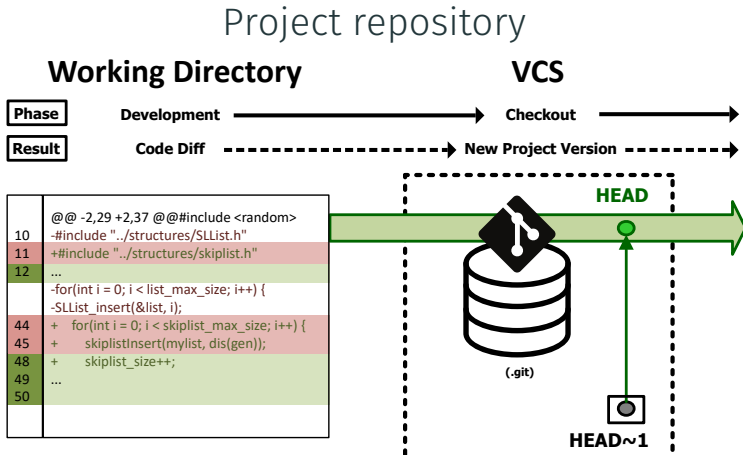 Project repository
Working Directory VCS
Phase Development Checkout
Result Code Diff New Project Version
HEAD
@@ -2,29 +2,37 @@#include <random>
10 -#include "../structures/SLList.h"
11 +#include "../structures/skiplist.h"
12 ...
-for(int i = 0; i < list_max_size; i++) {
-SLList_insert(&list, i);
44 + for(int i = 0; i < skiplist_max_size; i++) {
45 + skiplistInsert(mylist, dis(gen));
48 + skiplist_size++;
49 ...
50
(.git)
HEAD~1